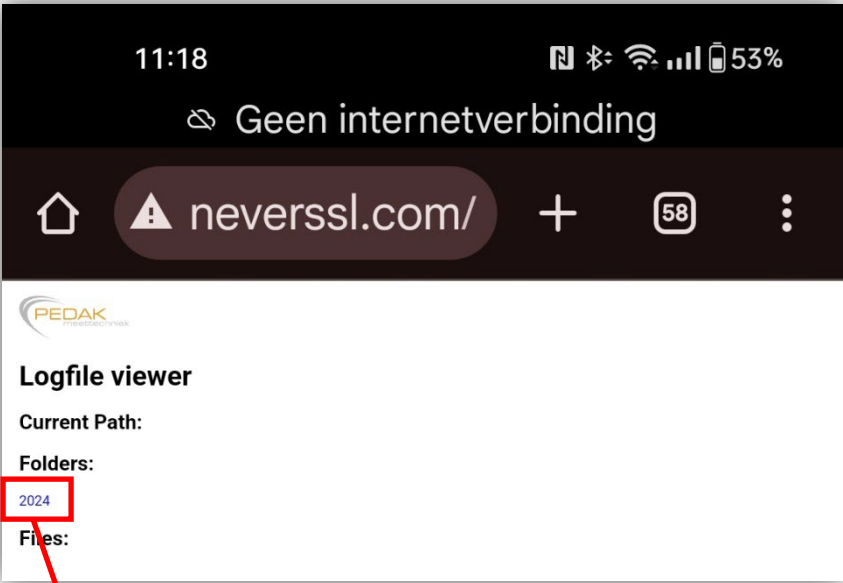 11:18 53%
Geen internetverbinding
neverssl.com/ 58
PEDAK
meettechniek
Logfile viewer
Current Path:
Folders:
2024
Files: